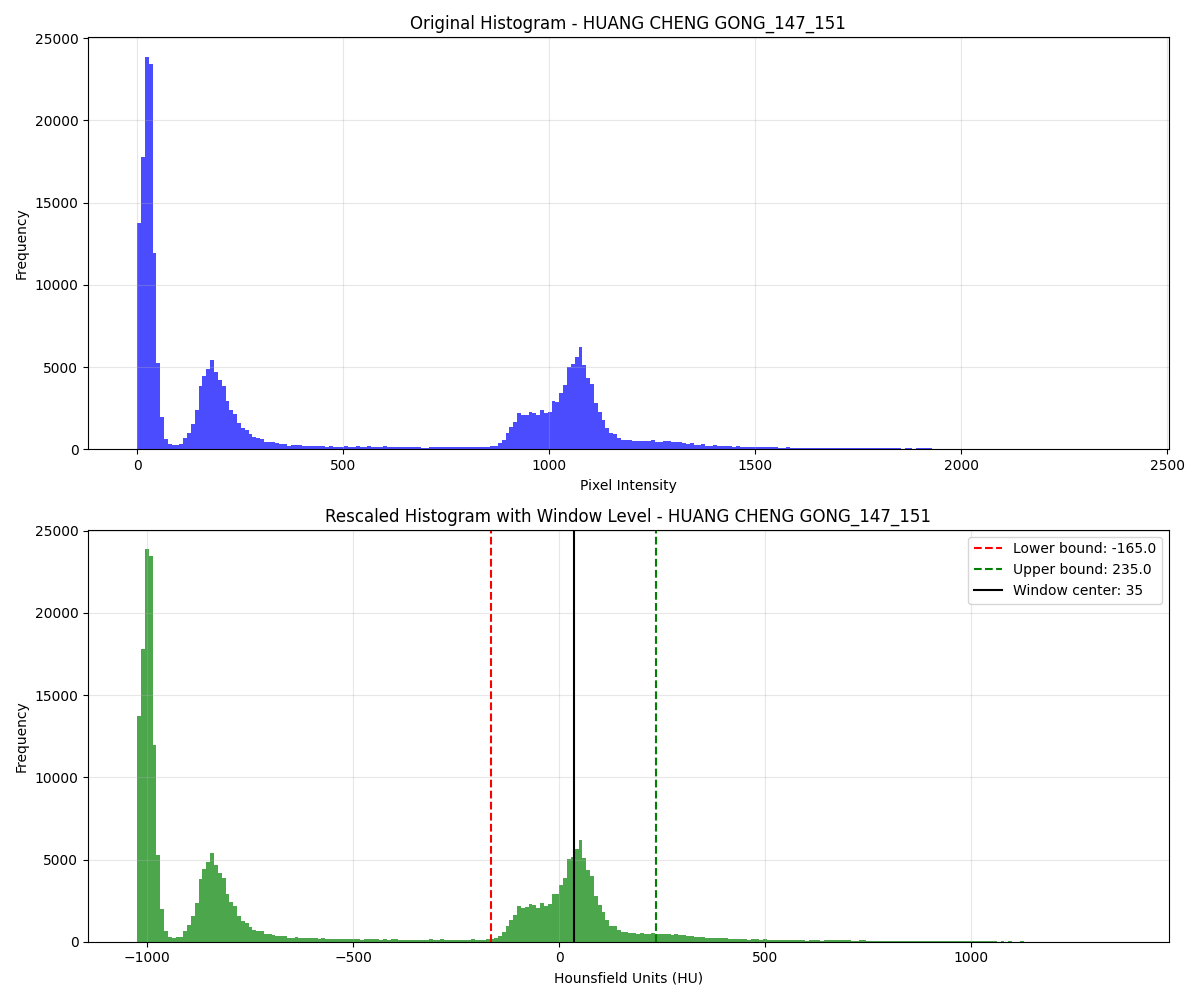 Original Histogram - HUANG CHENG GONG_147_151
25000
20000
15000
10000
5000
0
Frequency
0 500 1000 1500 2000 2500
Pixel Intensity
Rescaled Histogram with Window Level - HUANG CHENG GONG_147_151
25000
20000
15000
10000
5000
0
Frequency
Lower bound: -165.0
Upper bound: 235.0
Window center: 35
−1000 −500 0 500 1000
Hounsfield Units (HU)